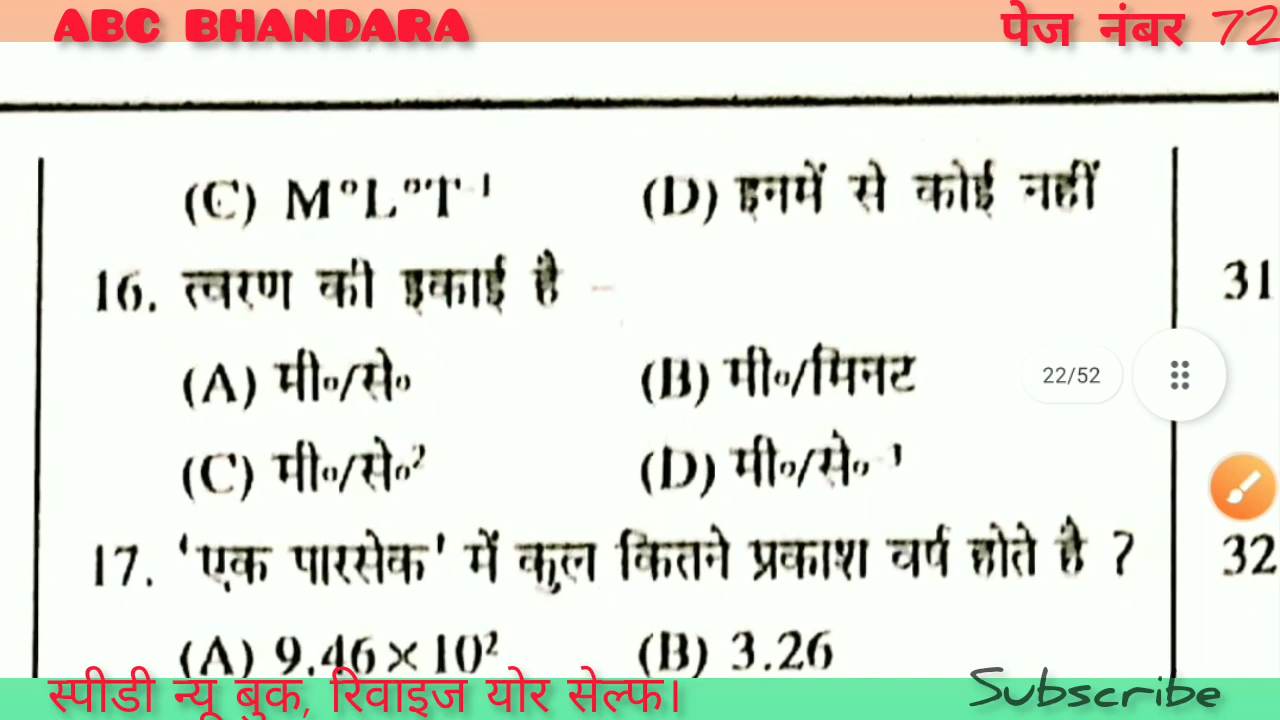 ABC BHANDARA
पेज नंबर 72
(C) M°L°T⁻¹ (D) इनमें से कोई नहीं
16. त्वरण की इकाई है –
31
(A) मी०/से० (B) मी०/मिनट
22/52
(C) मी०/से०² (D) मी०/से०⁻¹
17. 'एक पारसेक' में कुल कितने प्रकाश वर्ष होते है ?
32
(A) 9.46×10² (B) 3.26
स्पीडी न्यू बुक, रिवाइज योर सेल्फ।
Subscribe